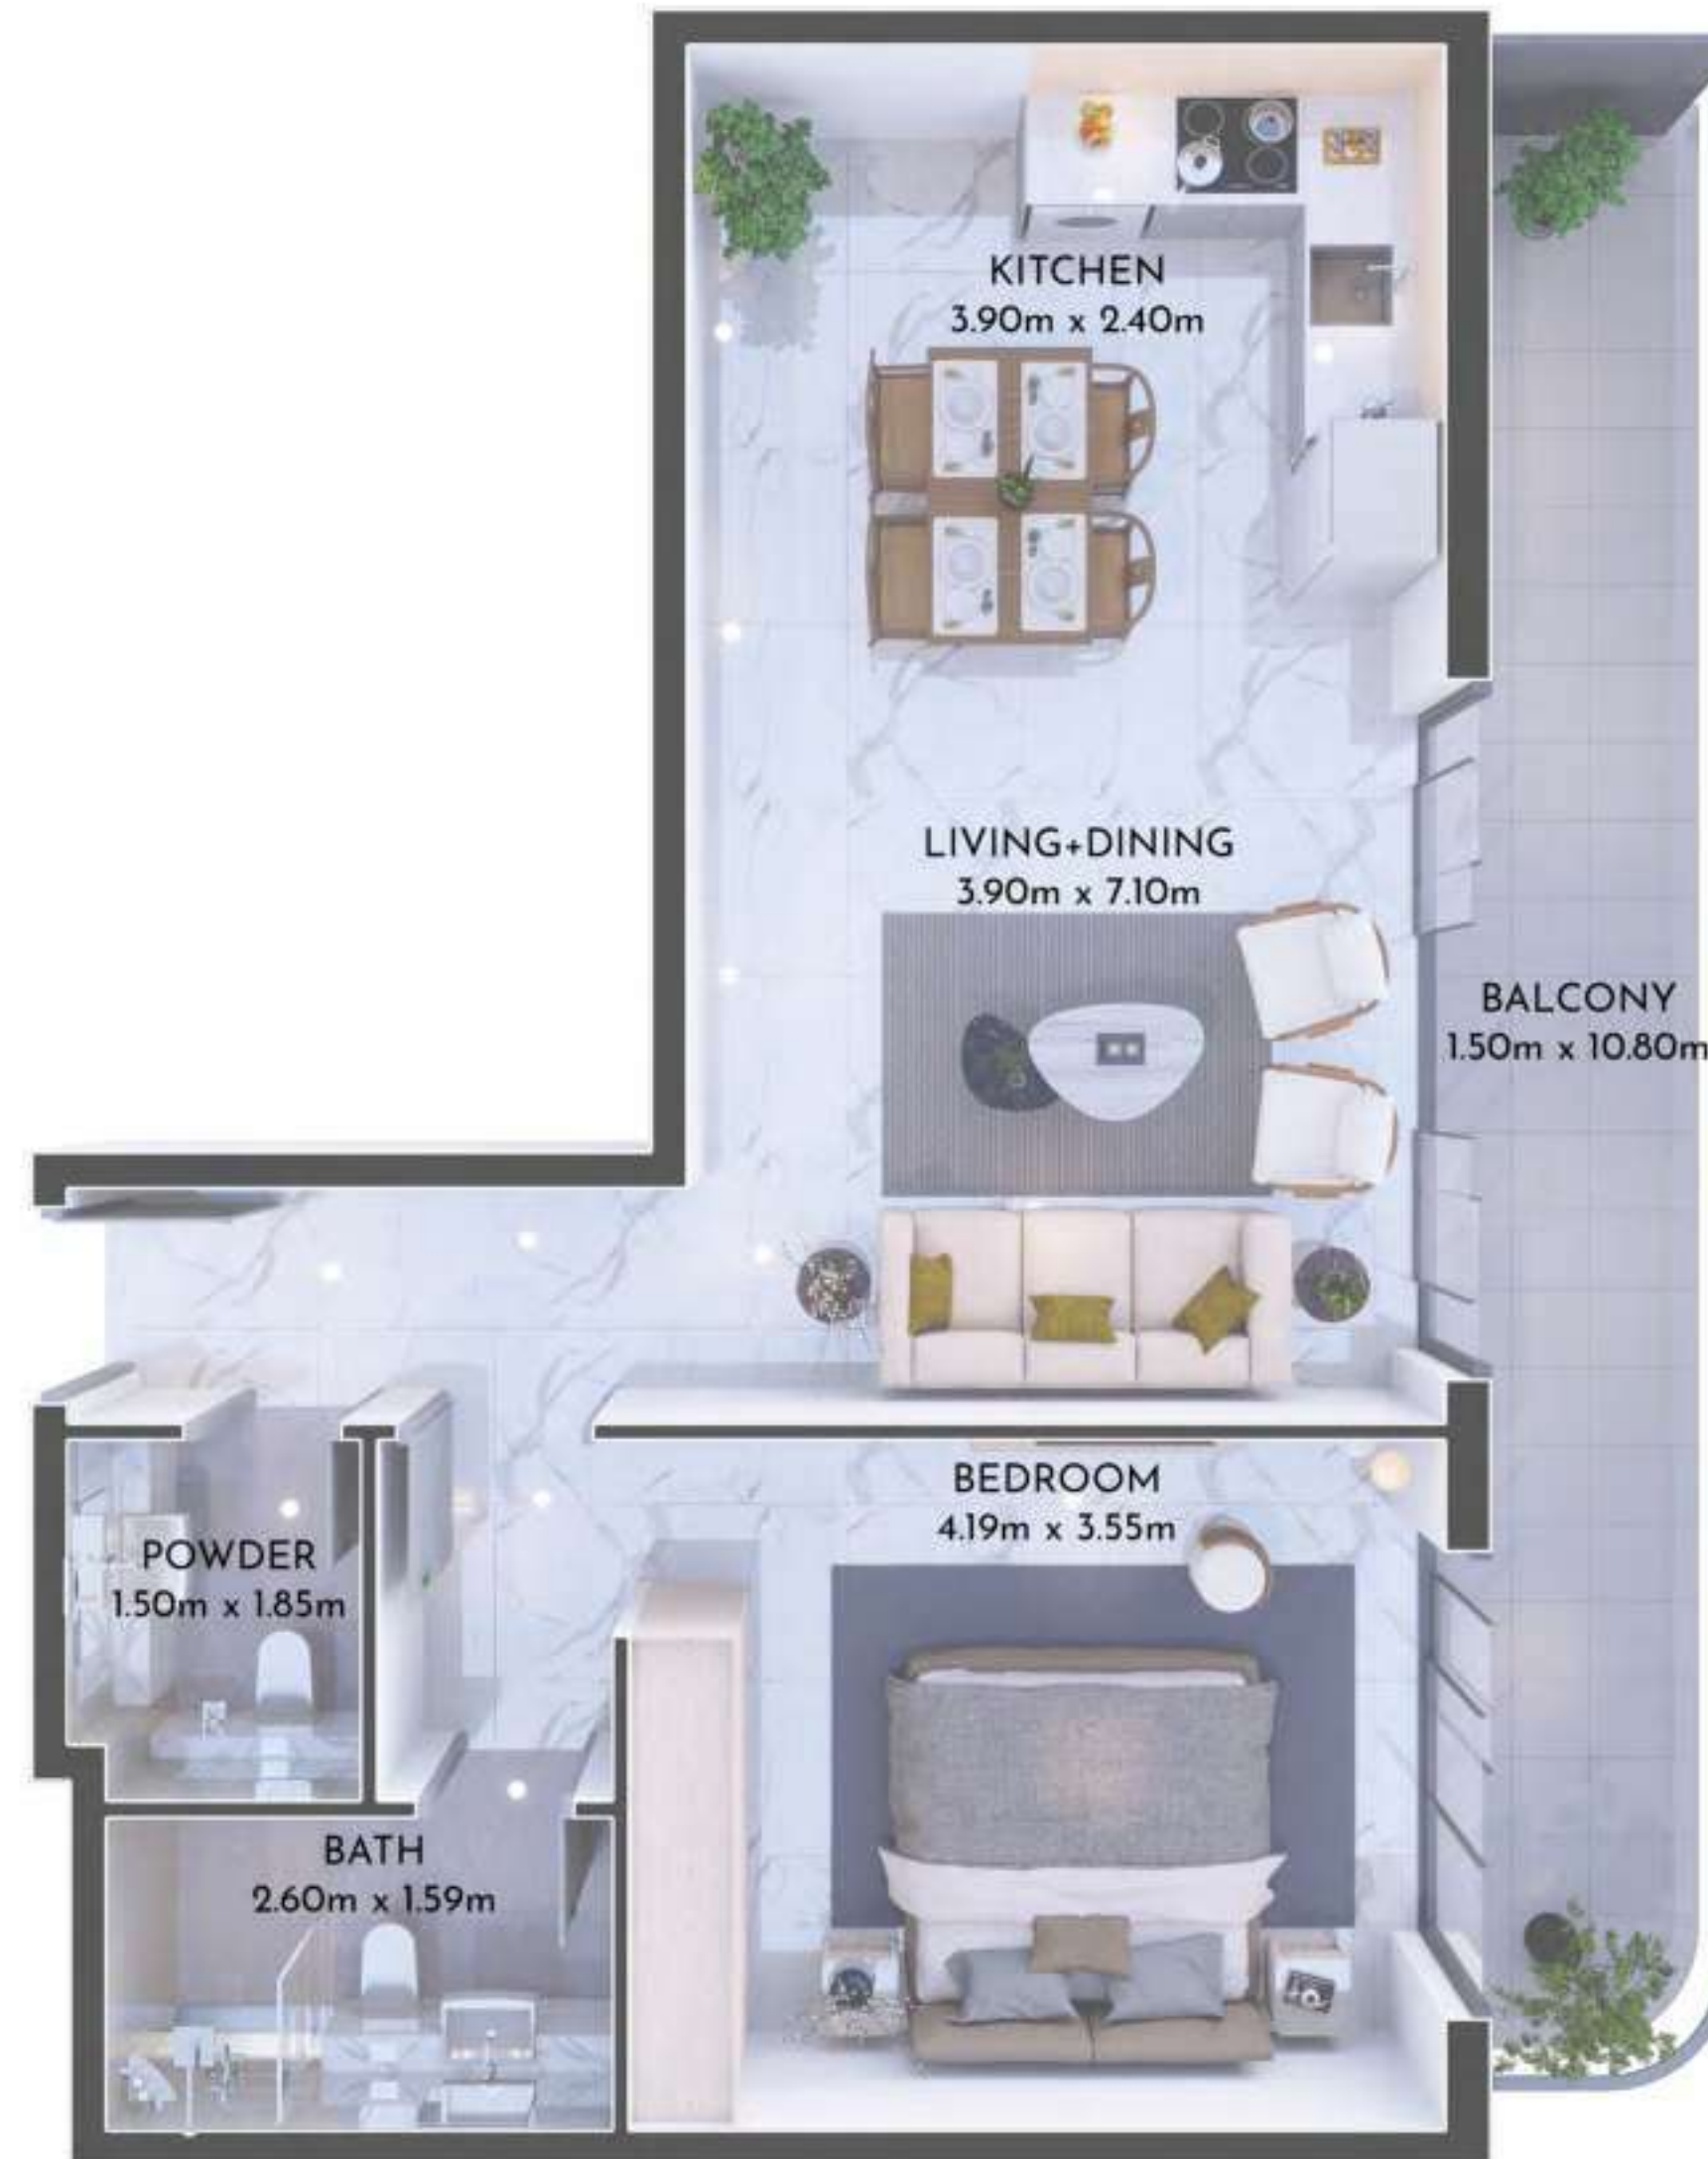 KITCHEN
3.90m x 2.40m
LIVING+DINING
3.90m x 7.10m
BALCONY
1.50m x 10.80m
BEDROOM
4.19m x 3.55m
POWDER
1.50m x 1.85m
BATH
2.60m x 1.59m